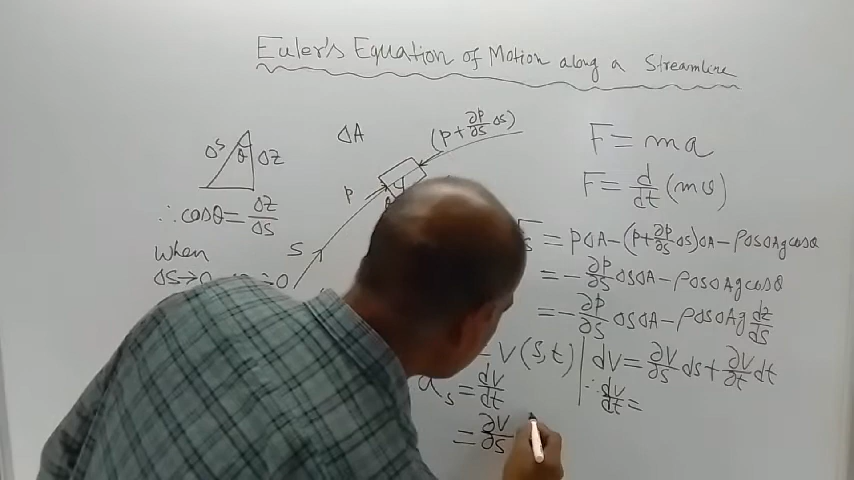 Euler's Equation of Motion along a Streamline
ΔS θ ΔZ
∴ cosθ = ΔZ/ΔS
When
ΔS→0
ΔA
(P + ∂P/∂S ΔS)
P
S
F = ma
F = d/dt (mv)
= PΔA − (P + ∂P/∂S ΔS)ΔA − ρΔSΔAg cosθ
= − ∂P/∂S ΔSΔA − ρΔSΔAg cosθ
= − ∂P/∂S ΔSΔA − ρΔSΔAg dz/ds
V(S,t)
a_s = dV/dt
= ∂V/∂S
dV = ∂V/∂S ds + ∂V/∂t dt
∴ dV/dt =